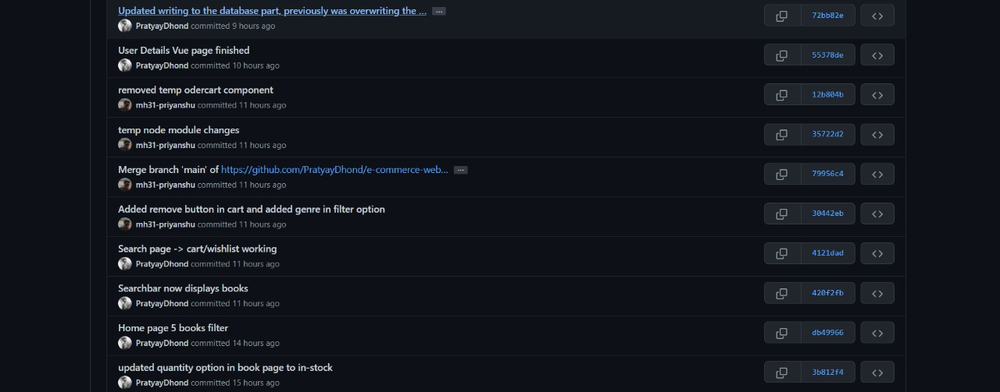 Updated writing to the database part, previously was overwriting the ... ...
72bb82e
PratyayDhond committed 9 hours ago
User Details Vue page finished
55378de
PratyayDhond committed 10 hours ago
removed temp odercart component
12b804b
mh31-priyanshu committed 11 hours ago
temp node module changes
35722d2
mh31-priyanshu committed 11 hours ago
Merge branch 'main' of https://github.com/PratyayDhond/e-commerce-web... ...
79956c4
mh31-priyanshu committed 11 hours ago
Added remove button in cart and added genre in filter option
30442eb
mh31-priyanshu committed 11 hours ago
Search page -> cart/wishlist working
4121dad
PratyayDhond committed 11 hours ago
Searchbar now displays books
420f2fb
PratyayDhond committed 11 hours ago
Home page 5 books filter
db49966
PratyayDhond committed 14 hours ago
updated quantity option in book page to in-stock
3b812f4
PratyayDhond committed 15 hours ago